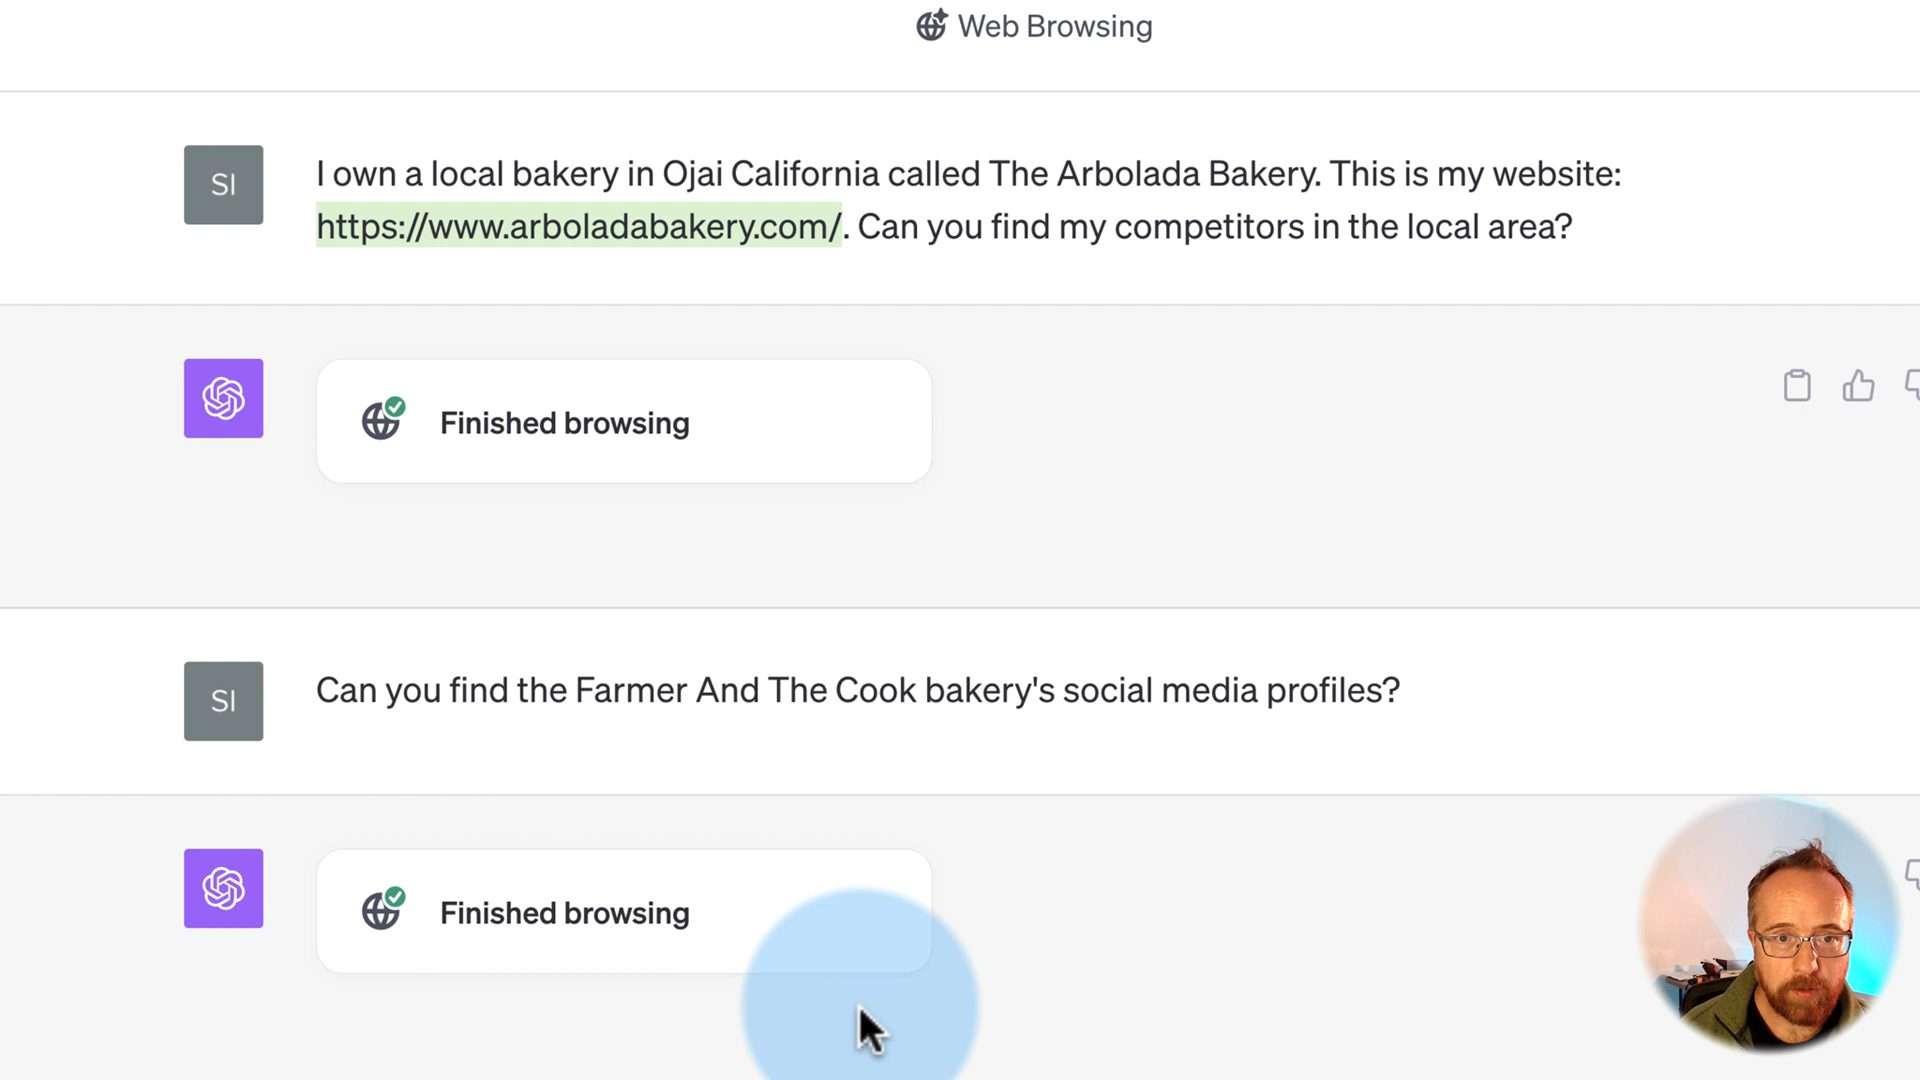 Web Browsing
SI
I own a local bakery in Ojai California called The Arbolada Bakery. This is my website:
https://www.arboladabakery.com/. Can you find my competitors in the local area?
Finished browsing
SI
Can you find the Farmer And The Cook bakery's social media profiles?
Finished browsing